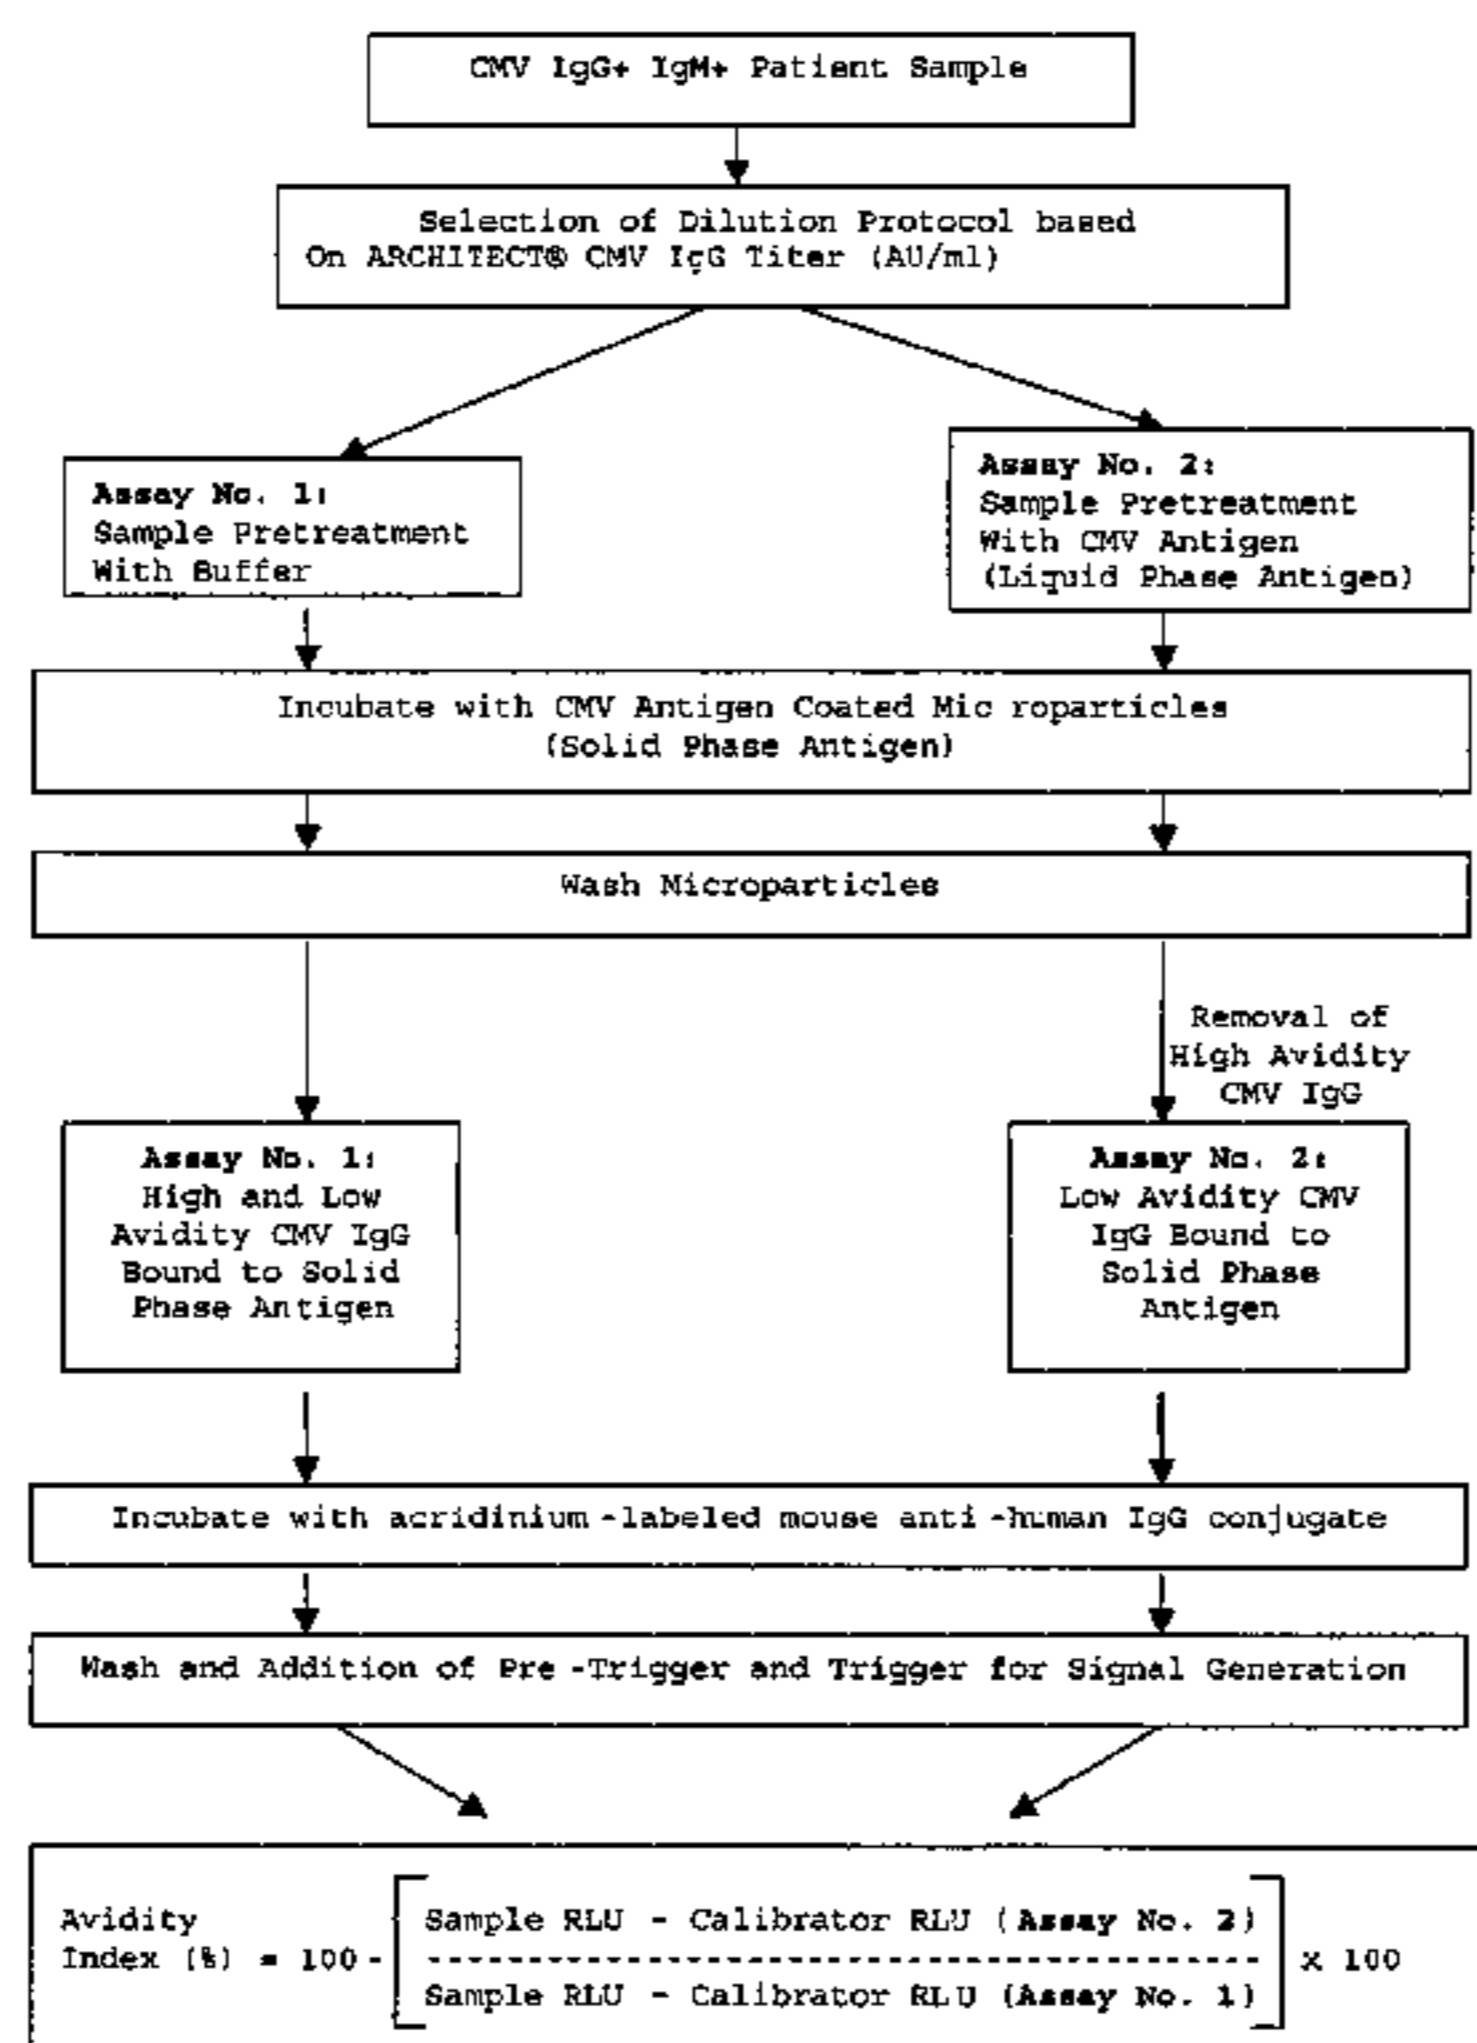 CMV IgG+ IgM+ Patient Sample
Selection of Dilution Protocol based
On ARCHITECT® CMV IgG Titer (AU/ml)
Assay No. 1:
Sample Pretreatment
With Buffer
Assay No. 2:
Sample Pretreatment
With CMV Antigen
(Liquid Phase Antigen)
Incubate with CMV Antigen Coated Mic roparticles
(Solid Phase Antigen)
Wash Microparticles
Removal of
High Avidity
CMV IgG
Assay No. 1:
High and Low
Avidity CMV IgG
Bound to Solid
Phase Antigen
Assay No. 2:
Low Avidity CMV
IgG Bound to
Solid Phase
Antigen
Incubate with acridinium -labeled mouse anti -human IgG conjugate
Wash and Addition of Pre -Trigger and Trigger for Signal Generation
Avidity
Index (%) = 100 -
Sample RLU - Calibrator RLU (Assay No. 2)
Sample RLU - Calibrator RLU (Assay No. 1)
x 100